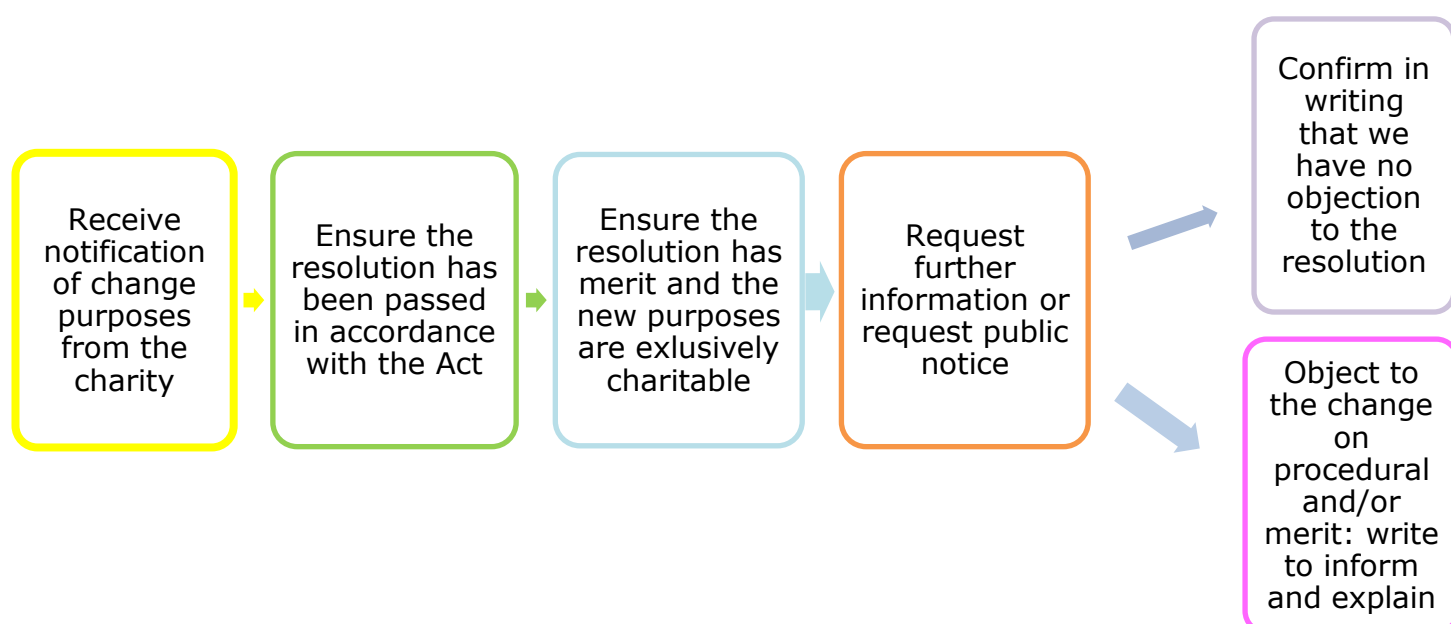 Receive
notification
of change
purposes
from the
charity
Ensure the
resolution has
been passed
in accordance
with the Act
Ensure the
resolution has
merit and the
new purposes
are exlusively
charitable
Request
further
information or
request public
notice
Confirm in
writing
that we
have no
objection
to the
resolution
Object to
the change
on
procedural
and/or
merit: write
to inform
and explain